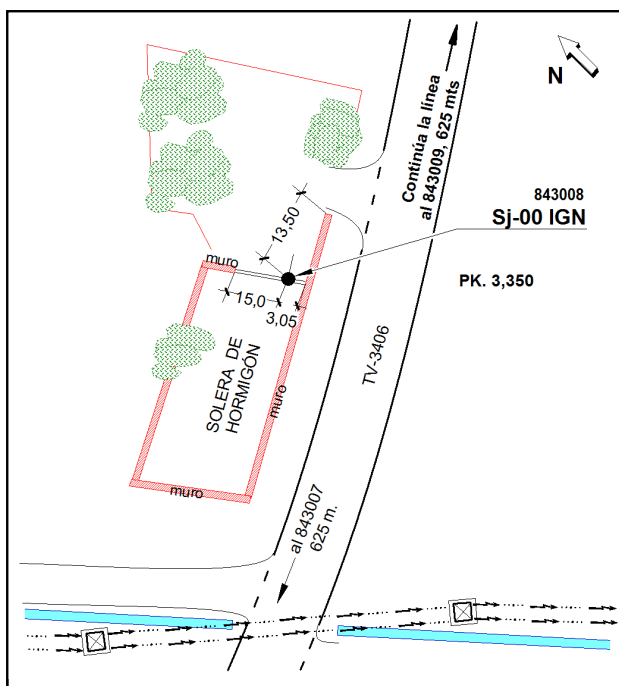 N
Continúa la línea
al 843009, 625 mts
843008
Sj-00 IGN
13,50
muro
PK. 3,350
15,0
3,05
TV-3406
SOLERA DE
HORMIGÓN
muro
muro
al 843007
625 m.